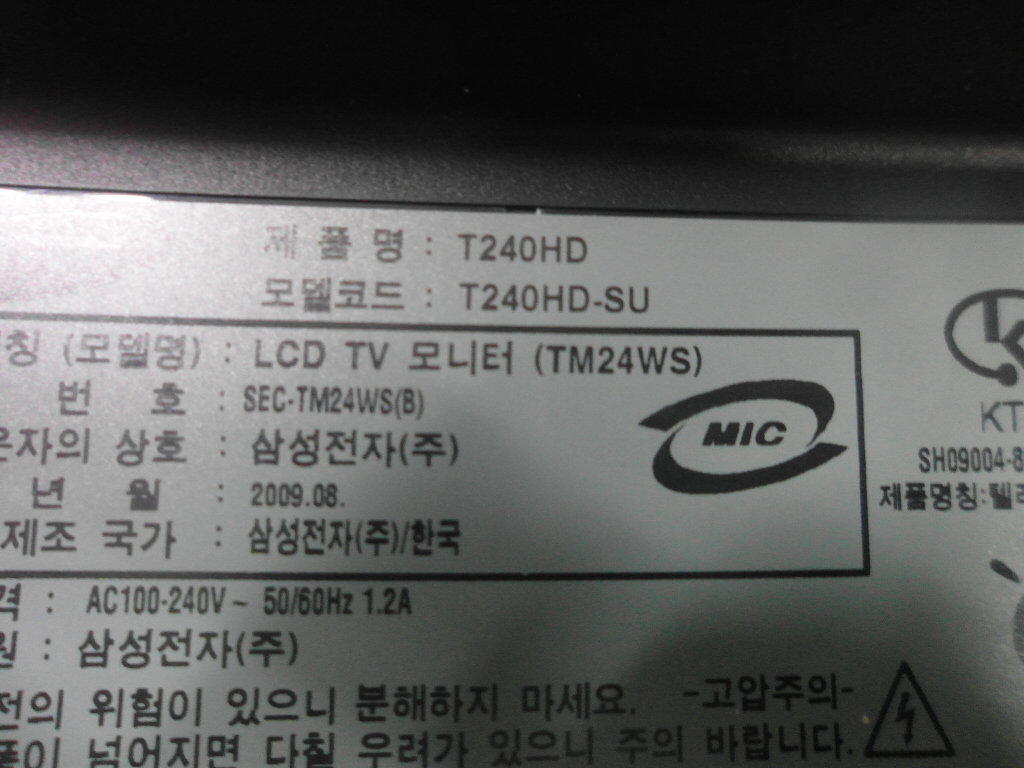 제 품 명 : T240HD
모델코드 : T240HD-SU
칭 (모델명) : LCD TV 모니터 (TM24WS)
번 호 : SEC-TM24WS(B)
MIC
은자의 상호 : 삼성전자(주)
년 월 : 2009.08.
제조 국가 : 삼성전자(주)/한국
KT
SH09004-8
제품명칭:텔
격 : AC100-240V ~ 50/60Hz 1.2A
원 : 삼성전자(주)
전의 위험이 있으니 분해하지 마세요. -고압주의-
품이 넘어지면 다칠 우려가 있으니 주의 바랍니다.